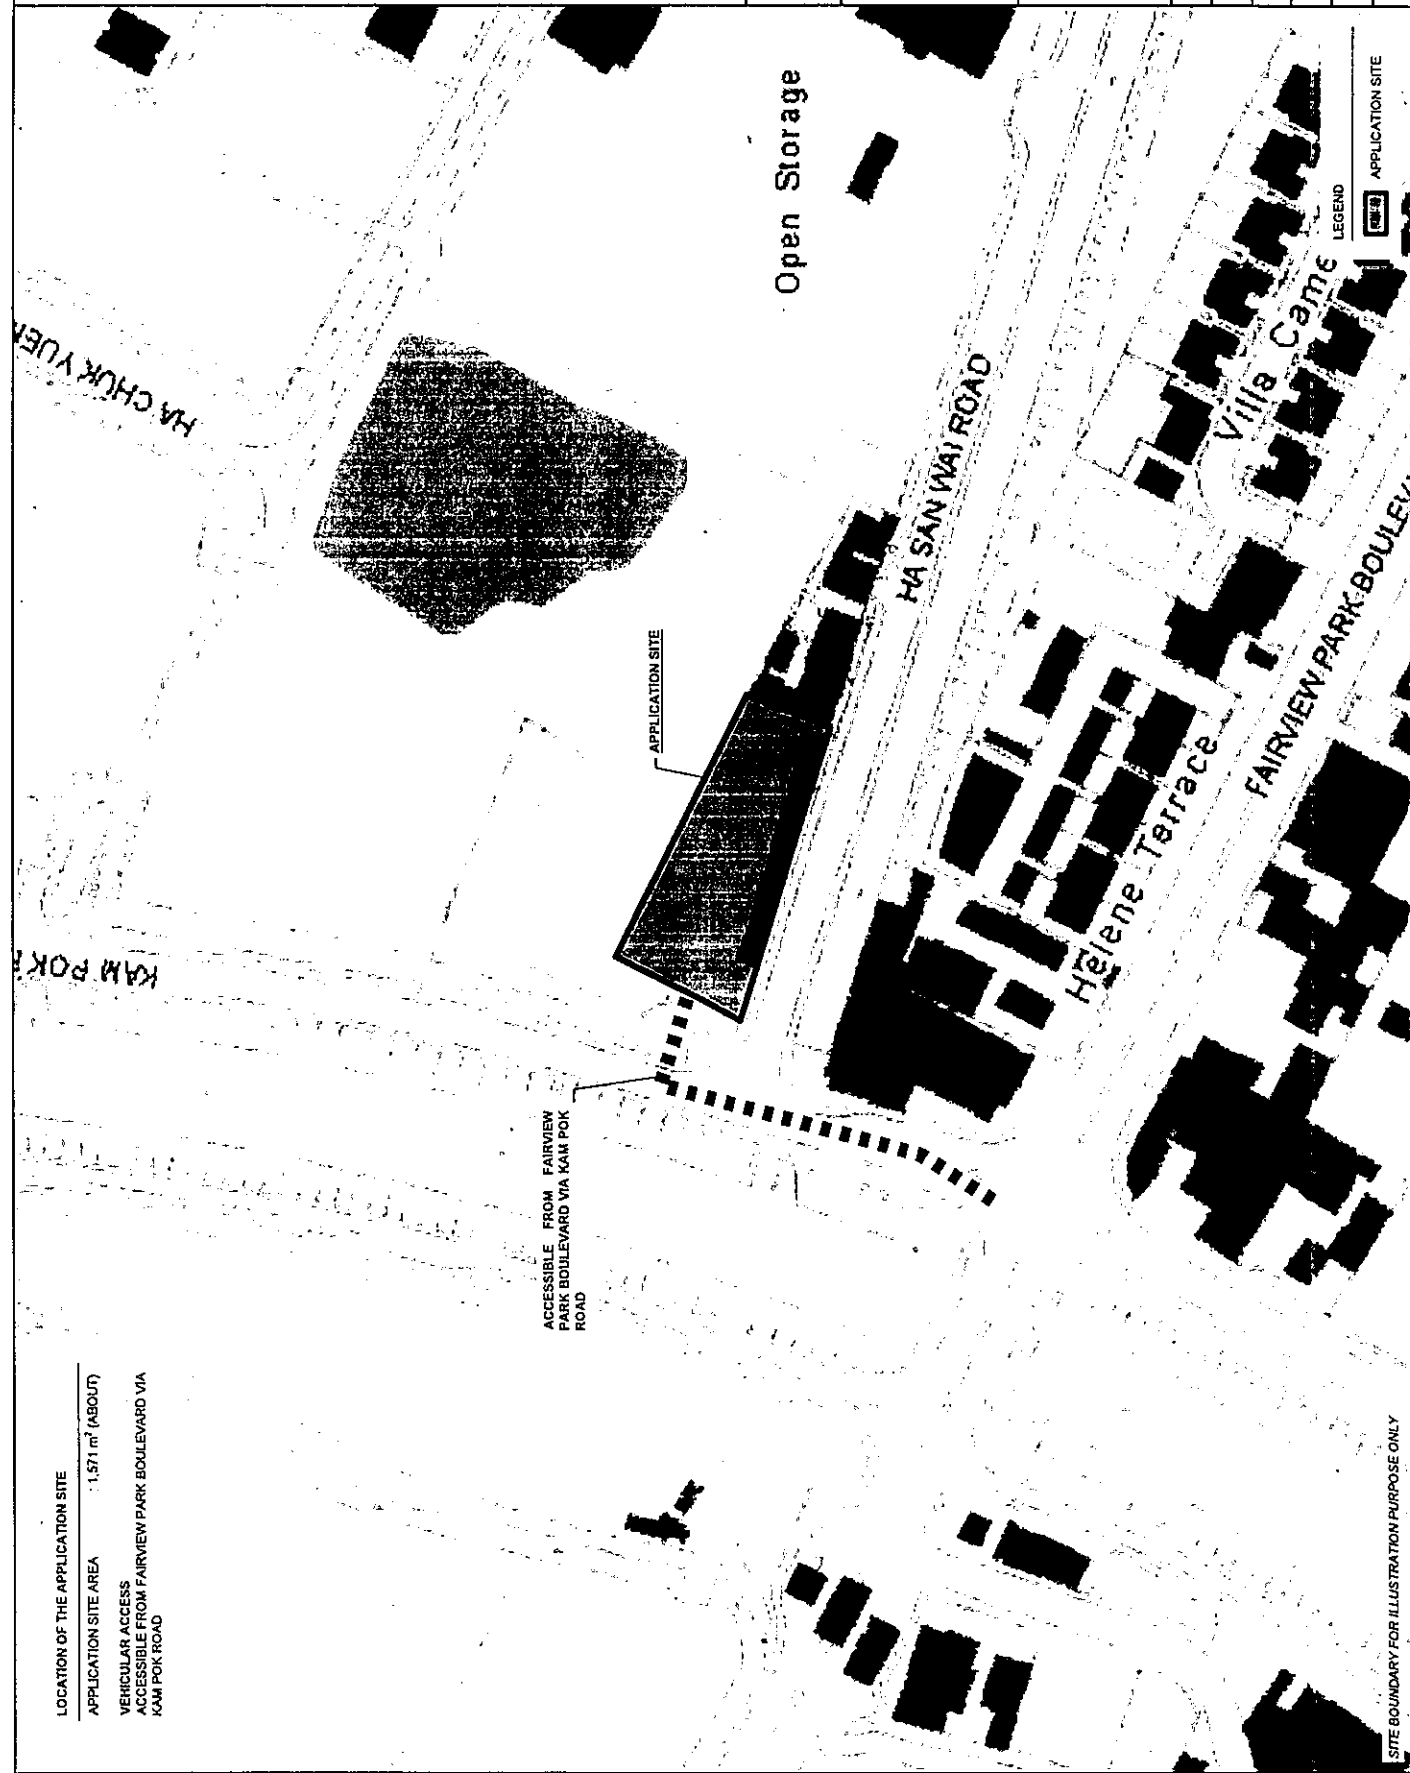 LOCATION OF THE APPLICATION SITE
APPLICATION SITE AREA : 1,571 m² (ABOUT)
VEHICULAR ACCESS
ACCESSIBLE FROM FAIRVIEW PARK BOULEVARD VIA
KAM POK ROAD
KAM POK
HA CHUK YUEN
ACCESSIBLE FROM FAIRVIEW
PARK BOULEVARD VIA KAM POK
ROAD
APPLICATION SITE
Open Storage
HA SAN WAI ROAD
Helene Terrace
Villa Came
FAIRVIEW PARK BOULEV
LEGEND
APPLICATION SITE
SITE BOUNDARY FOR ILLUSTRATION PURPOSE ONLY